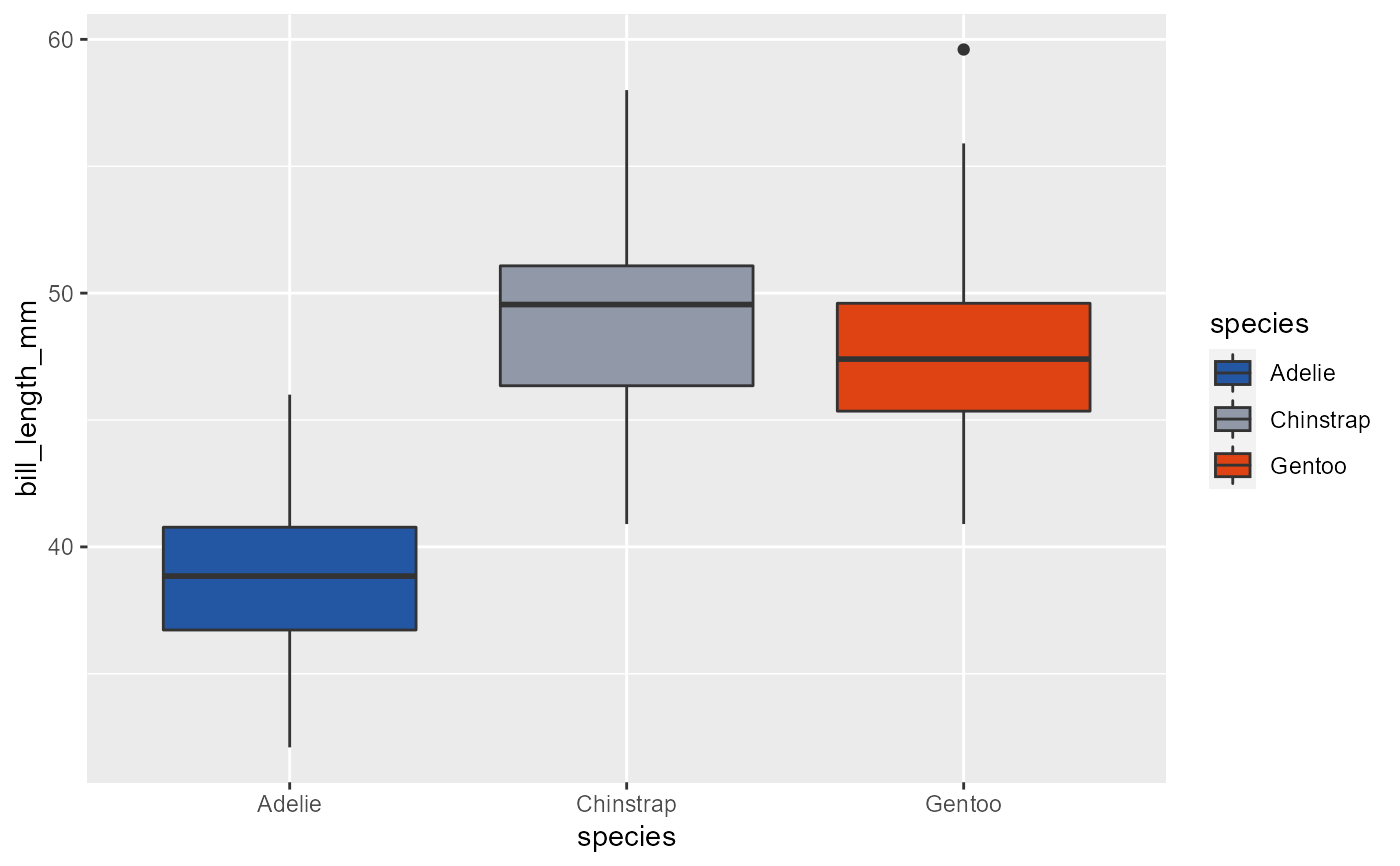 60
50
40
bill_length_mm
Adelie
Chinstrap
Gentoo
species
species
Adelie
Chinstrap
Gentoo